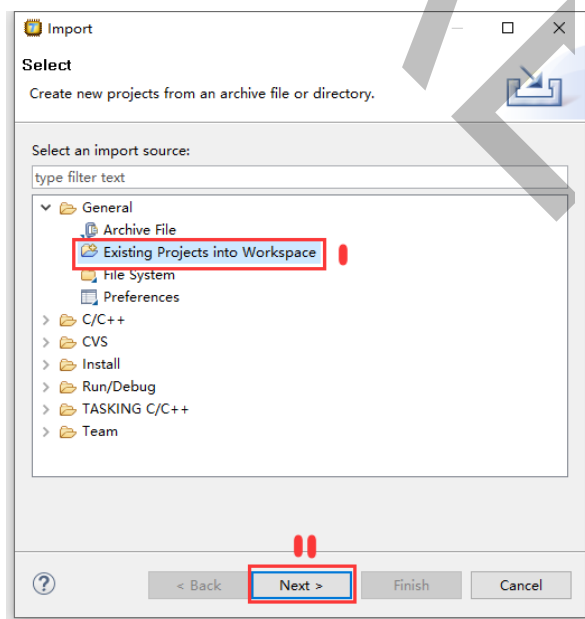 Import
Select
Create new projects from an archive file or directory.
Select an import source:
type filter text
General
Archive File
Existing Projects into Workspace
File System
Preferences
C/C++
CVS
Install
Run/Debug
TASKING C/C++
Team
?
< Back Next > Finish Cancel